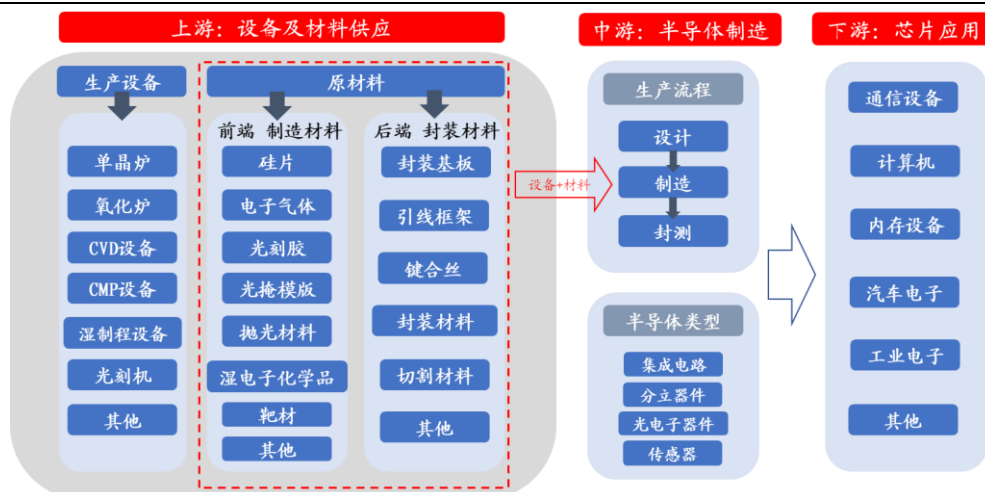 上游：设备及材料供应
生产设备
单晶炉
氧化炉
CVD设备
CMP设备
湿制程设备
光刻机
其他
原材料
前端 制造材料
硅片
电子气体
光刻胶
光掩模版
抛光材料
湿电子化学品
靶材
其他
后端 封装材料
封装基板
引线框架
键合丝
封装材料
切割材料
其他
设备+材料
中游：半导体制造
生产流程
设计
制造
封测
半导体类型
集成电路
分立器件
光电子器件
传感器
下游：芯片应用
通信设备
计算机
内存设备
汽车电子
工业电子
其他